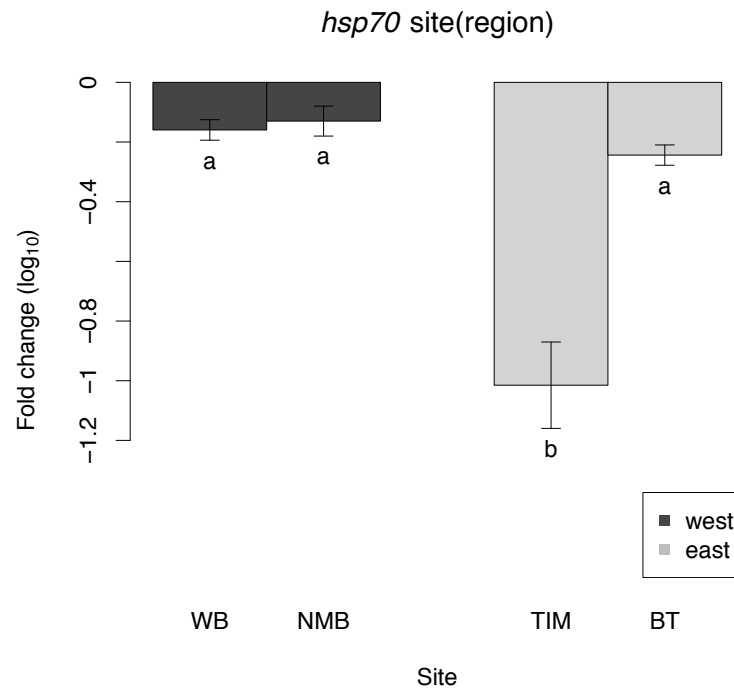 hsp70 site(region)
0
−0.4
−0.8
−1
−1.2
Fold change (log₁₀)
a
a
a
b
west
east
WB NMB TIM BT
Site